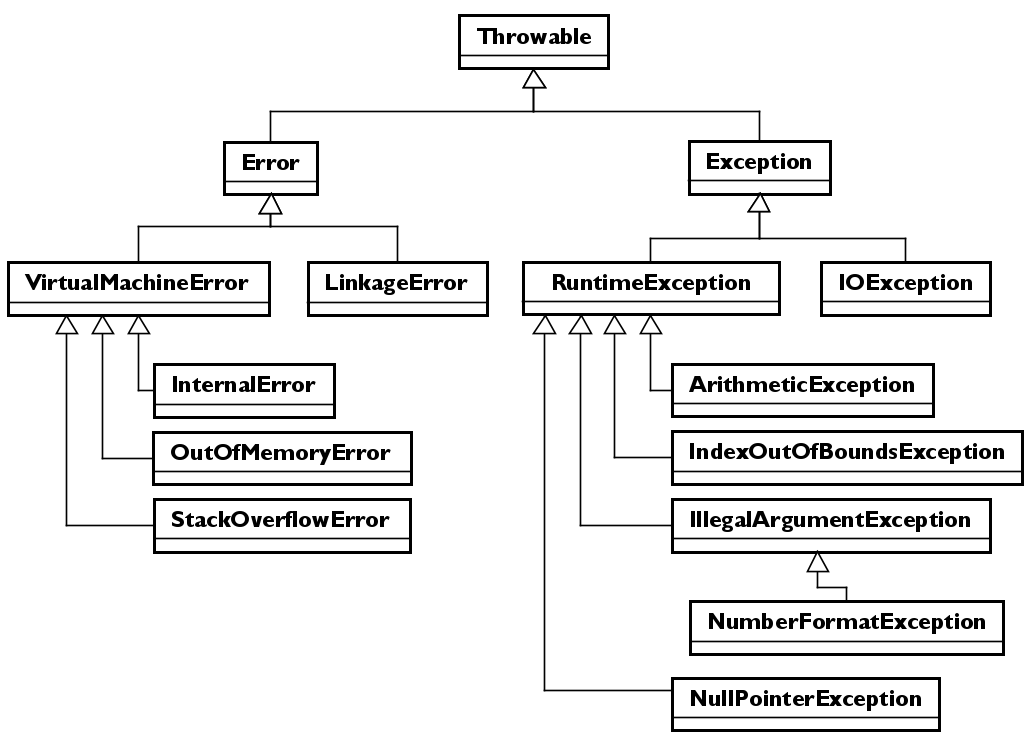 Throwable
Error
Exception
VirtualMachineError
LinkageError
RuntimeException
IOException
InternalError
ArithmeticException
OutOfMemoryError
IndexOutOfBoundsException
StackOverflowError
IllegalArgumentException
NumberFormatException
NullPointerException